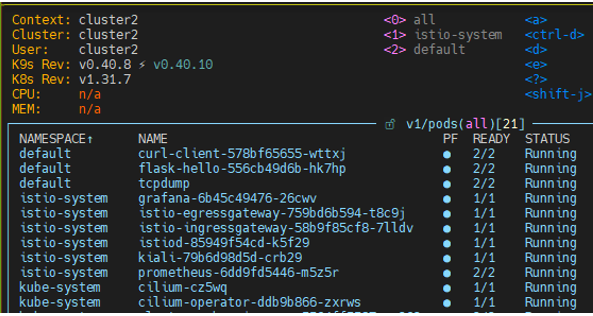 Context: cluster2 <0> all <a>
Cluster: cluster2 <1> istio-system <ctrl-d>
User: cluster2 <2> default <d>
K9s Rev: v0.40.8 ⚡ v0.40.10 <e>
K8s Rev: v1.31.7 <?>
CPU: n/a <shift-j>
MEM: n/a
v1/pods(all)[21]
NAMESPACE↑ NAME PF READY STATUS
default curl-client-578bf65655-wttxj ● 2/2 Running
default flask-hello-556cb49d6b-hk7hp ● 2/2 Running
default tcpdump ● 2/2 Running
istio-system grafana-6b45c49476-26cwv ● 1/1 Running
istio-system istio-egressgateway-759bd6b594-t8c9j ● 1/1 Running
istio-system istio-ingressgateway-58b9f85cf8-7lldv ● 1/1 Running
istio-system istiod-85949f54cd-k5f29 ● 1/1 Running
istio-system kiali-79b6d98d5d-crb29 ● 1/1 Running
istio-system prometheus-6dd9fd5446-m5z5r ● 2/2 Running
kube-system cilium-cz5wq ● 1/1 Running
kube-system cilium-operator-ddb9b866-zxrws ● 1/1 Running